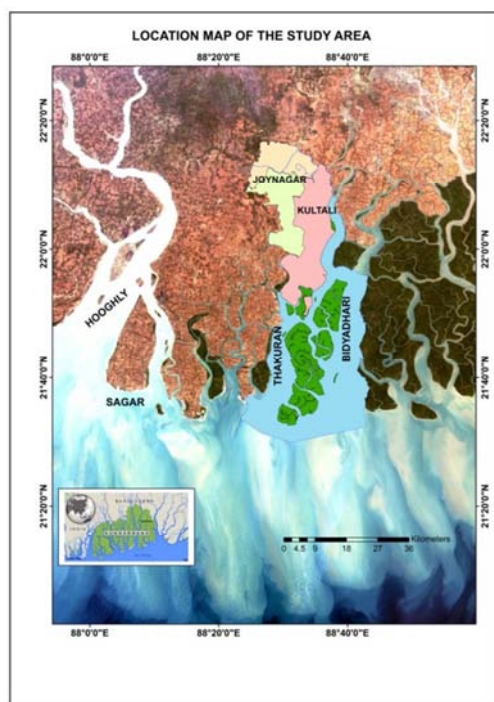 LOCATION MAP OF THE STUDY AREA
88°0'0"E 88°20'0"E 88°40'0"E
22°20'0"N 22°20'0"N
JOYNAGAR
KULTALI
22°0'0"N 22°0'0"N
HOOGHLY
THAKURAN
BIDYADHARI
21°40'0"N 21°40'0"N
SAGAR
21°20'0"N 21°20'0"N
Kilometers
0 4.5 9 18 27 36
88°0'0"E 88°20'0"E 88°40'0"E